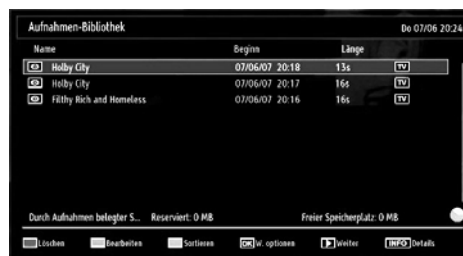 Aufnahmen-Bibliothek Do 07/06 20:24
Name Beginn Länge
Holby City 07/06/07 20:18 13s TV
Holby City 07/06/07 20:17 16s TV
Filthy Rich and Homeless 07/06/07 20:16 16s TV
Durch Aufnahmen belegter S... Reserviert: 0 MB Freier Speicherplatz: 0 MB
Löschen Bearbeiten Sortieren OK W. optionen Weiter INFO Details